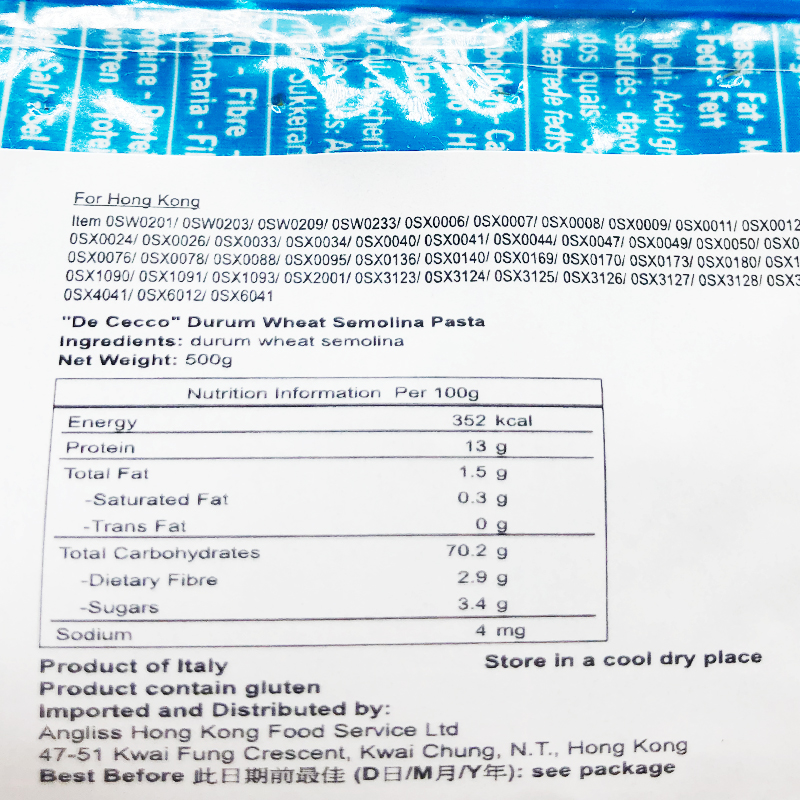 For Hong Kong
Item 0SW0201/ 0SW0203/ 0SW0209/ 0SW0233/ 0SX0006/ 0SX0007/ 0SX0008/ 0SX0009/ 0SX0011/ 0SX0012
0SX0024/ 0SX0026/ 0SX0033/ 0SX0034/ 0SX0040/ 0SX0041/ 0SX0044/ 0SX0047/ 0SX0049/ 0SX0050/ 0SX0
0SX0076/ 0SX0078/ 0SX0088/ 0SX0095/ 0SX0136/ 0SX0140/ 0SX0169/ 0SX0170/ 0SX0173/ 0SX0180/ 0SX1
0SX1090/ 0SX1091/ 0SX1093/ 0SX2001/ 0SX3123/ 0SX3124/ 0SX3125/ 0SX3126/ 0SX3127/ 0SX3128/ 0SX3
0SX4041/ 0SX6012/ 0SX6041
"De Cecco" Durum Wheat Semolina Pasta
Ingredients: durum wheat semolina
Net Weight: 500g
Nutrition Information Per 100g
Energy 352 kcal
Protein 13 g
Total Fat 1.5 g
-Saturated Fat 0.3 g
-Trans Fat 0 g
Total Carbohydrates 70.2 g
-Dietary Fibre 2.9 g
-Sugars 3.4 g
Sodium 4 mg
Product of Italy
Store in a cool dry place
Product contain gluten
Imported and Distributed by:
Angliss Hong Kong Food Service Ltd
47-51 Kwai Fung Crescent, Kwai Chung, N.T., Hong Kong
Best Before 此日期前最佳 (D日/M月/Y年): see package